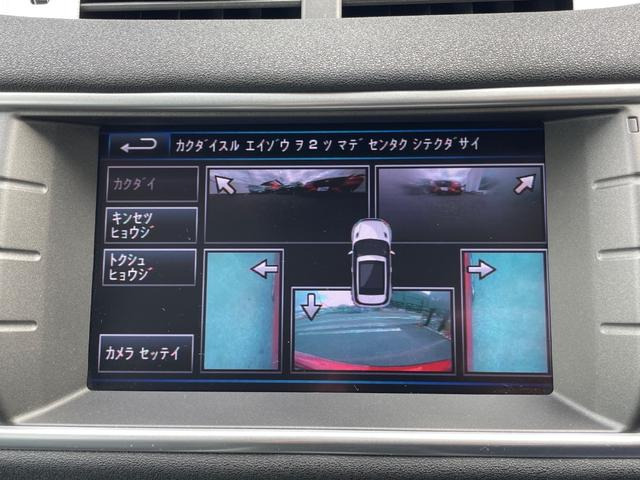 カクダイスル エイゾウ ヲ 2 ツ マデ センタク シテクダサイ
カクダイ
キンセツ
ヒョウジ
トクシュ
ヒョウジ
カメラ セッテイ